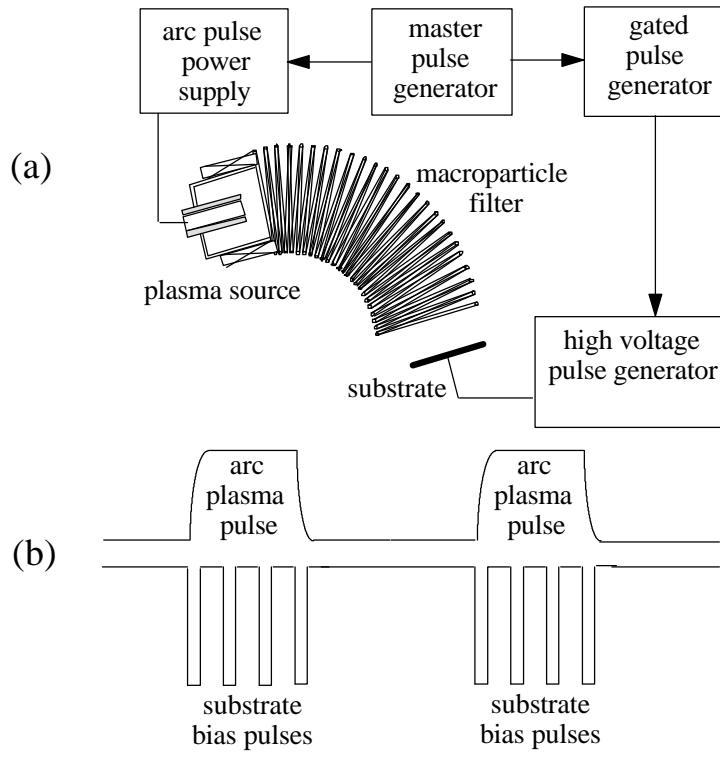 arc pulse
power
supply
master
pulse
generator
gated
pulse
generator
(a)
macroparticle
filter
plasma source
substrate
high voltage
pulse generator
(b)
arc
plasma
pulse
arc
plasma
pulse
substrate
bias pulses
substrate
bias pulses